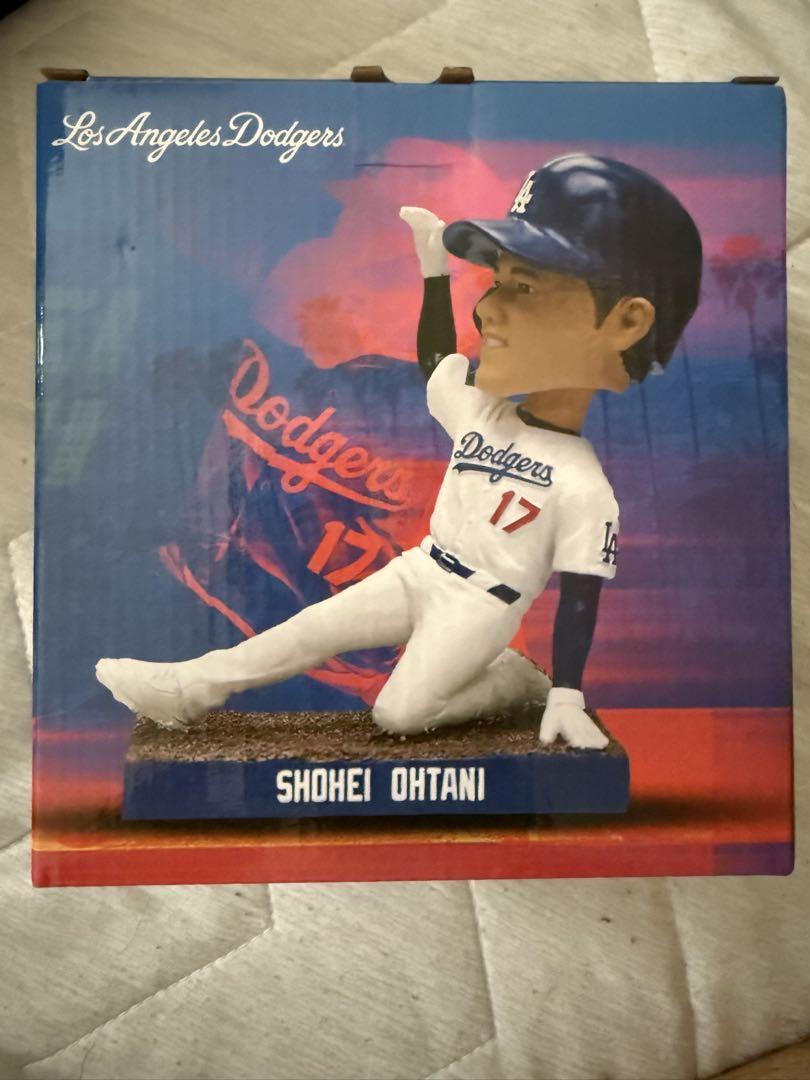 Los Angeles Dodgers
LA
Dodgers
17
Dodgers
17
LA
SHOHEI OHTANI